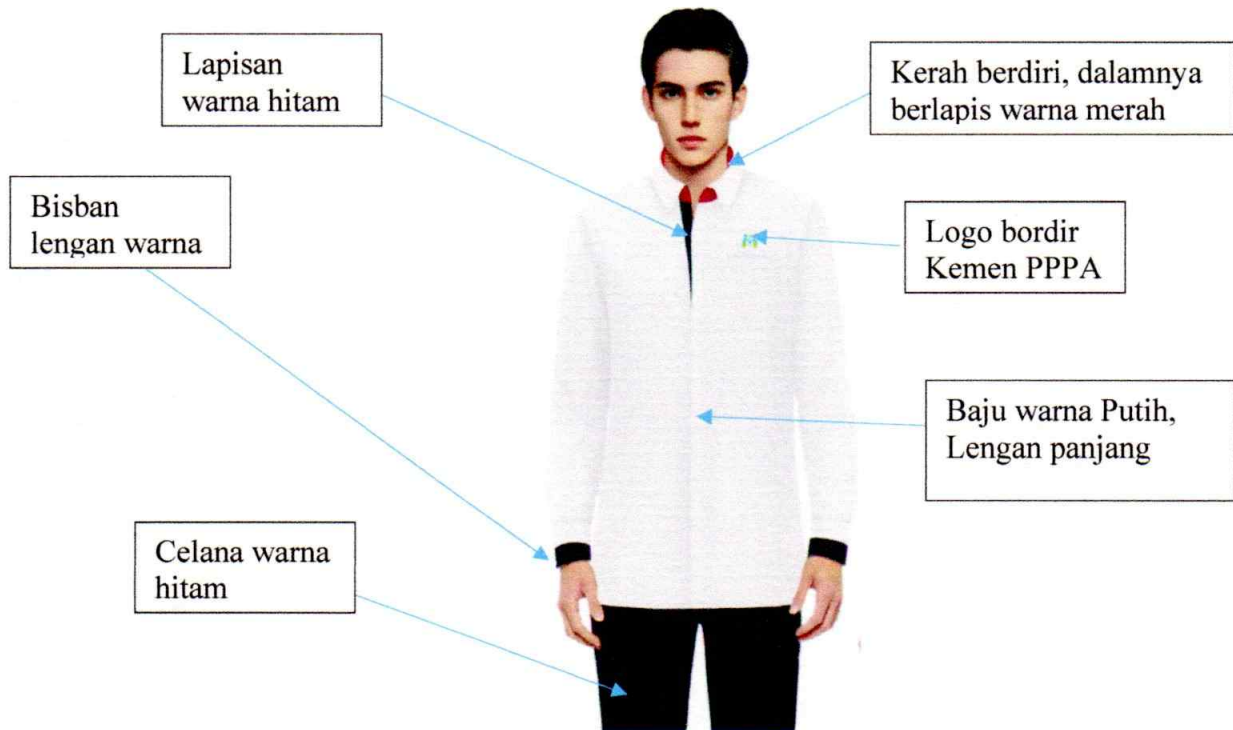 Lapisan
warna hitam
Kerah berdiri, dalamnya
berlapis warna merah
Bisban
lengan warna
Logo bordir
Kemen PPPA
Baju warna Putih,
Lengan panjang
Celana warna
hitam